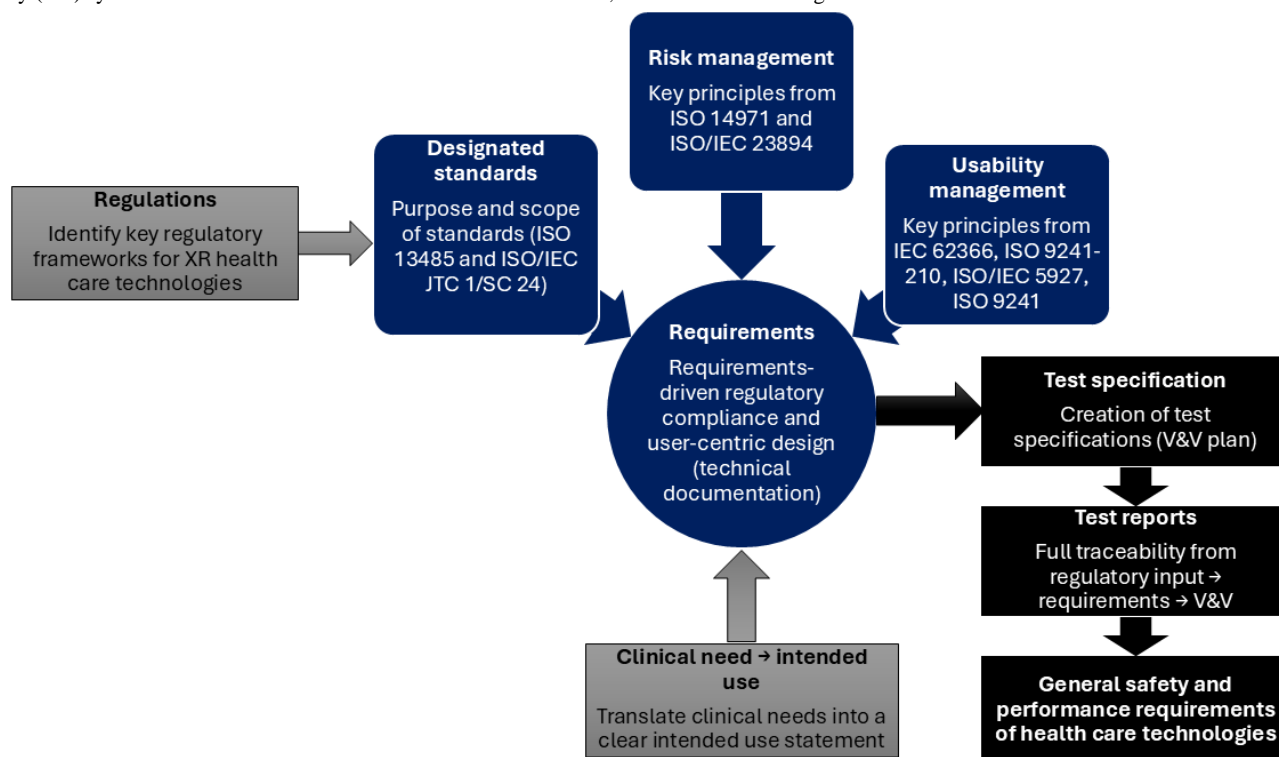 Risk management
Key principles from
ISO 14971 and
ISO/IEC 23894
Designated
standards
Purpose and scope
of standards (ISO
13485 and ISO/IEC
JTC 1/SC 24)
Usability
management
Key principles from
IEC 62366, ISO 9241-
210, ISO/IEC 5927,
ISO 9241
Regulations
Identify key regulatory
frameworks for XR health
care technologies
Requirements
Requirements-
driven regulatory
compliance and
user-centric design
(technical
documentation)
Test specification
Creation of test
specifications (V&V plan)
Test reports
Full traceability from
regulatory input →
requirements → V&V
Clinical need → intended
use
Translate clinical needs into a
clear intended use statement
General safety and
performance requirements
of health care technologies